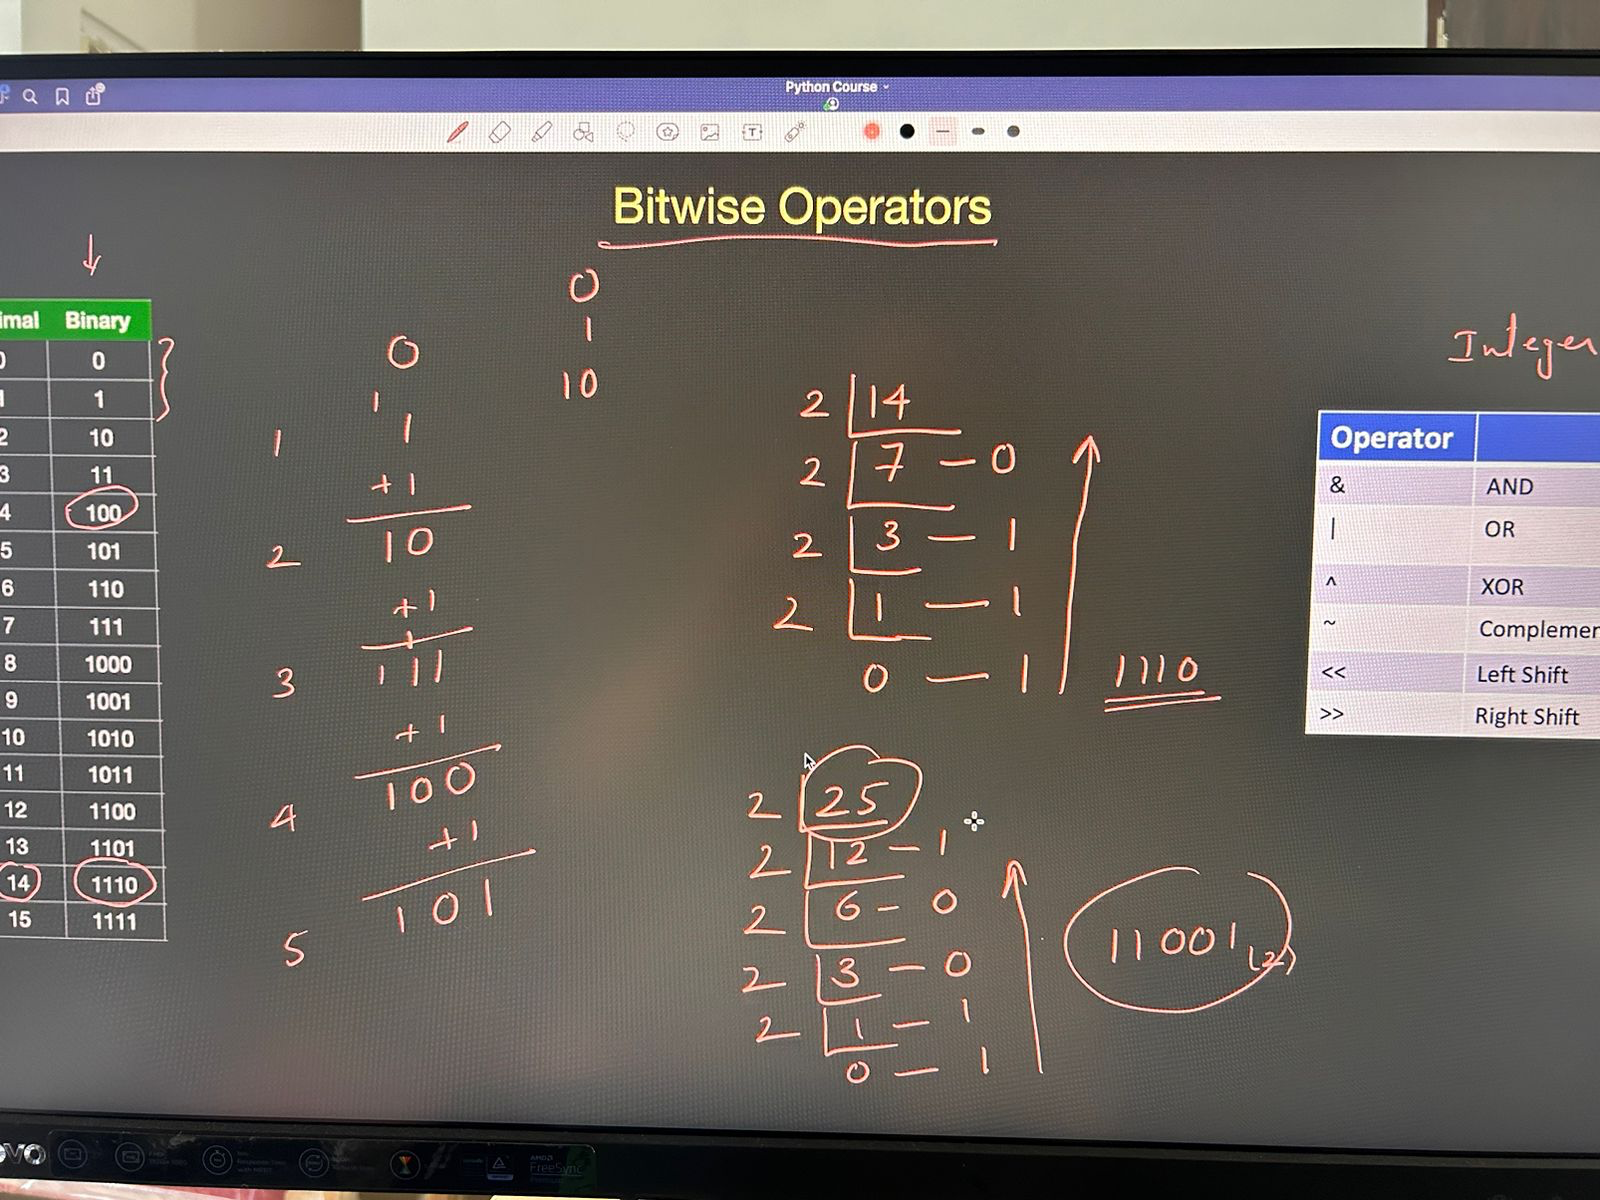 Python Course
T
Bitwise Operators
imal Binary
0 0
1 1
2 10
3 11
4 100
5 101
6 110
7 111
8 1000
9 1001
10 1010
11 1011
12 1100
13 1101
14 1110
15 1111
0
1
1 1
+1
2 10
+1
1
3 111
+1
4 100
+1
5 101
0
1
10
2 14
2 7 - 0
2 3 - 1
2 1 - 1
0 - 1
1110
2 25
2 12 - 1
2 6 - 0
2 3 - 0
2 1 - 1
0 - 1
11001(2)
Integer
Operator
& AND
| OR
^ XOR
~ Complemen
<< Left Shift
>> Right Shift
OVO
AMD
FreeSync